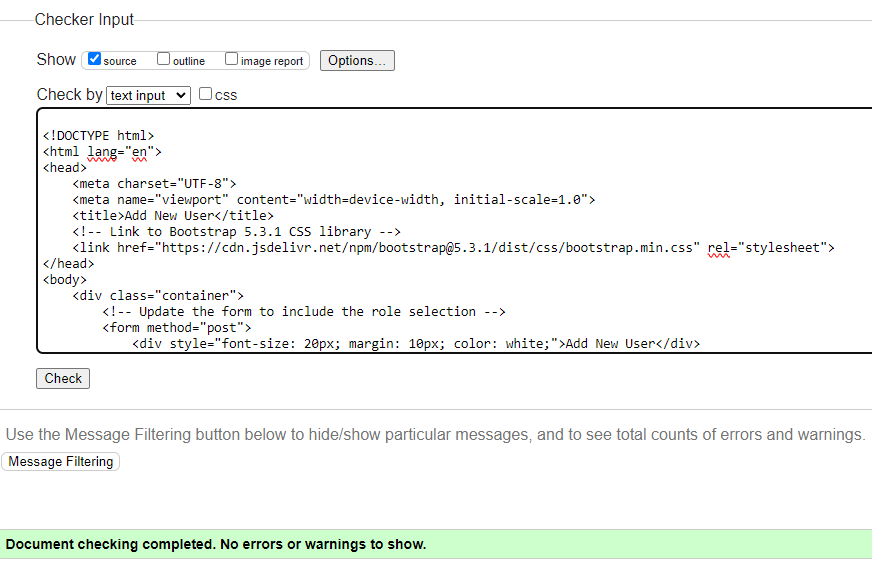 Checker Input
Show source outline image report Options...
Check by text input css
<!DOCTYPE html>
<html lang="en">
<head>
    <meta charset="UTF-8">
    <meta name="viewport" content="width=device-width, initial-scale=1.0">
    <title>Add New User</title>
    <!-- Link to Bootstrap 5.3.1 CSS library -->
    <link href="https://cdn.jsdelivr.net/npm/bootstrap@5.3.1/dist/css/bootstrap.min.css" rel="stylesheet">
</head>
<body>
    <div class="container">
        <!-- Update the form to include the role selection -->
        <form method="post">
            <div style="font-size: 20px; margin: 10px; color: white;">Add New User</div>
Check
Use the Message Filtering button below to hide/show particular messages, and to see total counts of errors and warnings.
Message Filtering
Document checking completed. No errors or warnings to show.